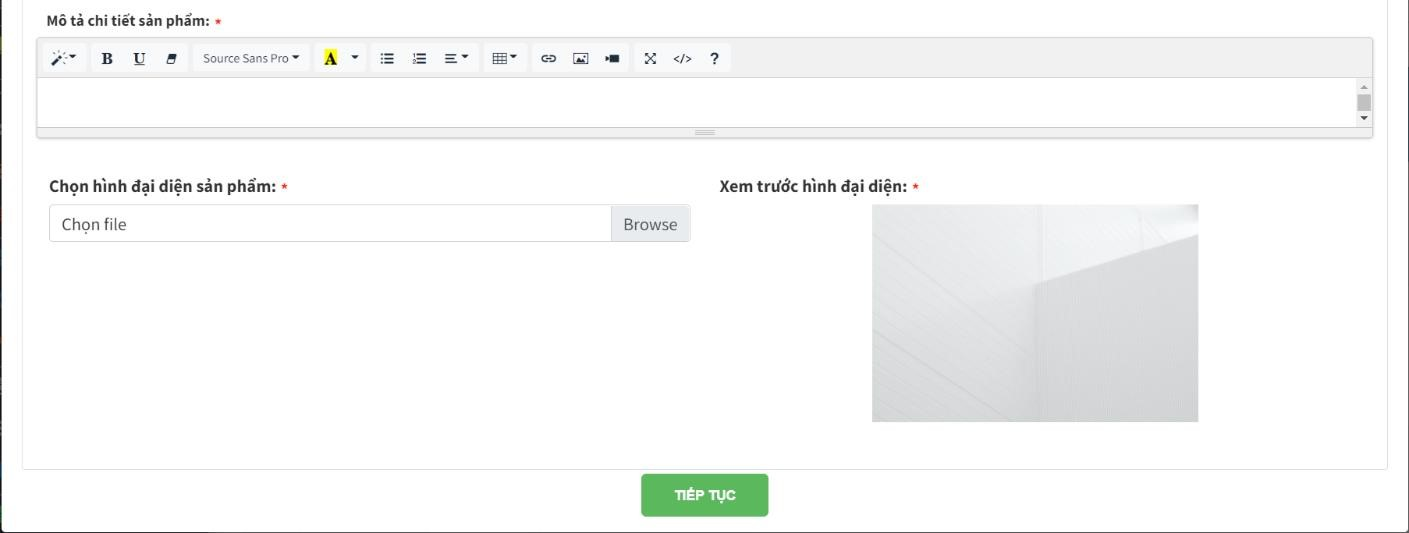 Mô tả chi tiết sản phẩm: *
B U Source Sans Pro A </> ?
Chọn hình đại diện sản phẩm: *
Xem trước hình đại diện: *
Chọn file
Browse
TIẾP TỤC